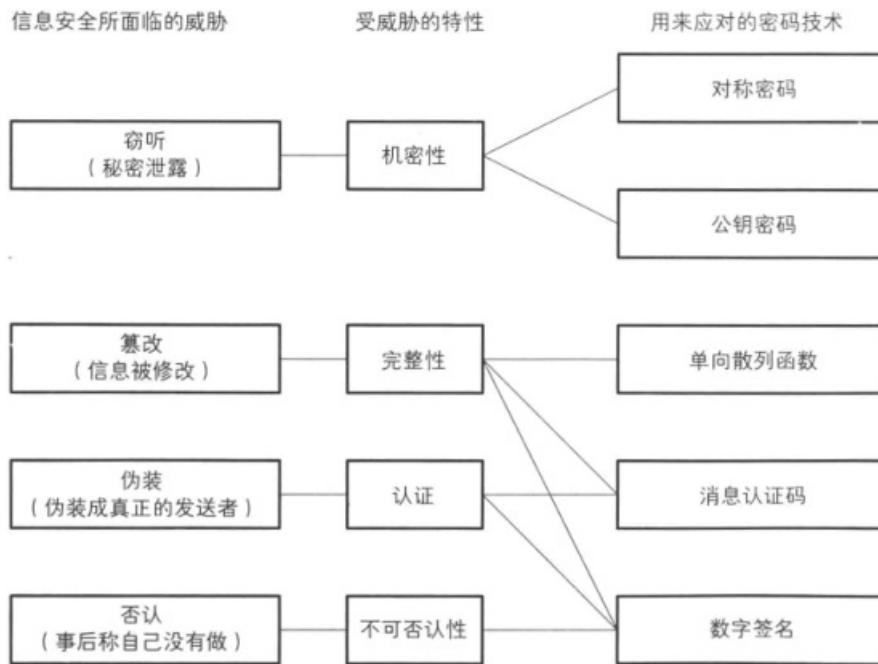 信息安全所面临的威胁 受威胁的特性 用来应对的密码技术
对称密码
窃听
(秘密泄露)
机密性
公钥密码
篡改
(信息被修改)
完整性
单向散列函数
伪装
(伪装成真正的发送者)
认证
消息认证码
否认
(事后称自己没有做)
不可否认性
数字签名